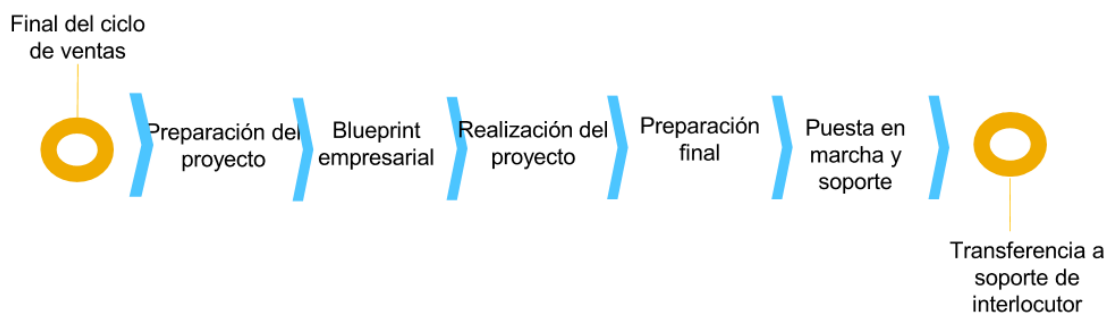 Final del ciclo
de ventas
Preparación del
proyecto
Blueprint
empresarial
Realización del
proyecto
Preparación
final
Puesta en
marcha y
soporte
Transferencia a
soporte de
interlocutor